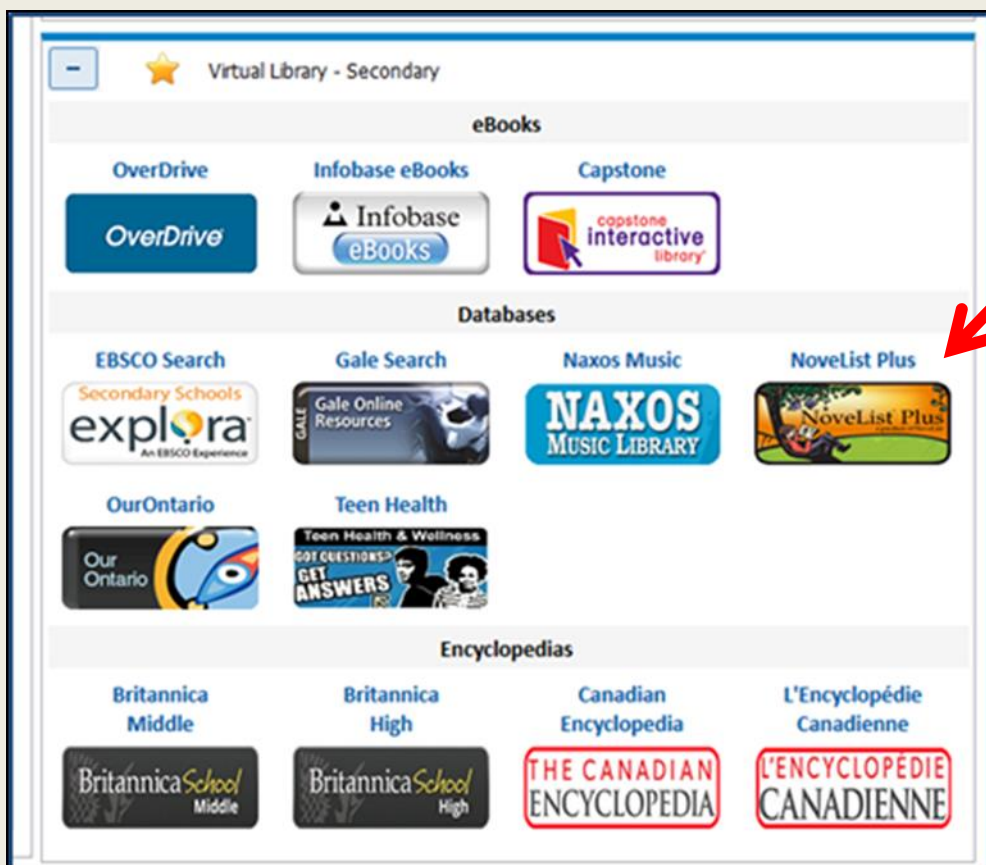 Virtual Library - Secondary
eBooks
OverDrive
Infobase eBooks
Capstone
OverDrive
Infobase
eBooks
capstone
interactive
library
Databases
EBSCO Search
Gale Search
Naxos Music
NoveList Plus
Secondary Schools
explora
An EBSCO Experience
GALE
Gale Online
Resources
NAXOS
MUSIC LIBRARY
NoveList Plus
OurOntario
Teen Health
Our
Ontario
Teen Health & Wellness
GOT QUESTIONS?
GET
ANSWERS
Encyclopedias
Britannica
Middle
Britannica
High
Canadian
Encyclopedia
L'Encyclopédie
Canadienne
BritannicaSchool
Middle
BritannicaSchool
High
THE CANADIAN
ENCYCLOPEDIA
L'ENCYCLOPÉDIE
CANADIENNE